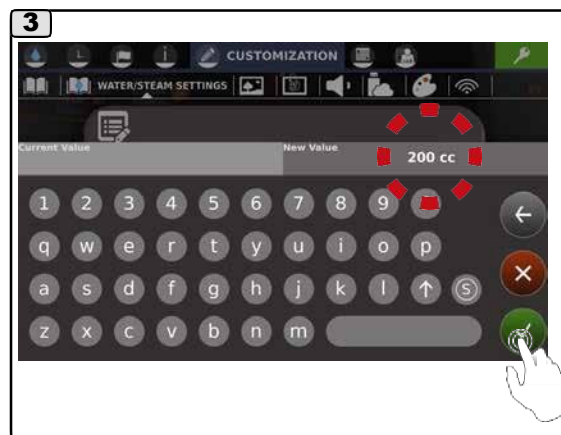 3
CUSTOMIZATION
WATER/STEAM SETTINGS
Current Value New Value
200 cc
1 2 3 4 5 6 7 8 9
q w e r t y u i o p
a s d f g h j k l ↑ S
z x c v b n m